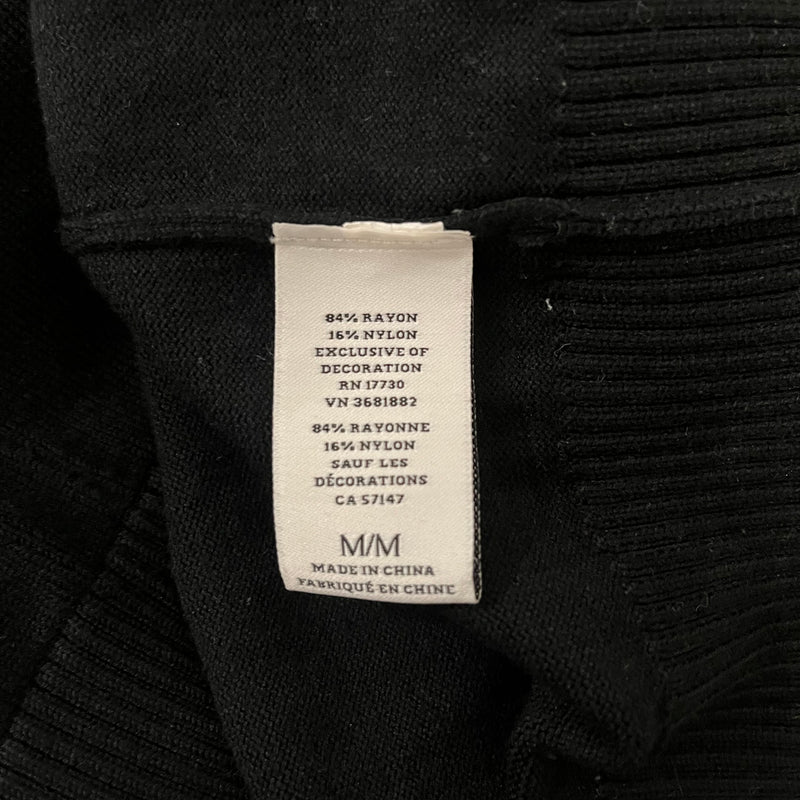 84% RAYON
16% NYLON
EXCLUSIVE OF
DECORATION
RN 17730
VN 3681882
84% RAYONNE
16% NYLON
SAUF LES
DÉCORATIONS
CA 57147
M/M
MADE IN CHINA
FABRIQUÉ EN CHINE